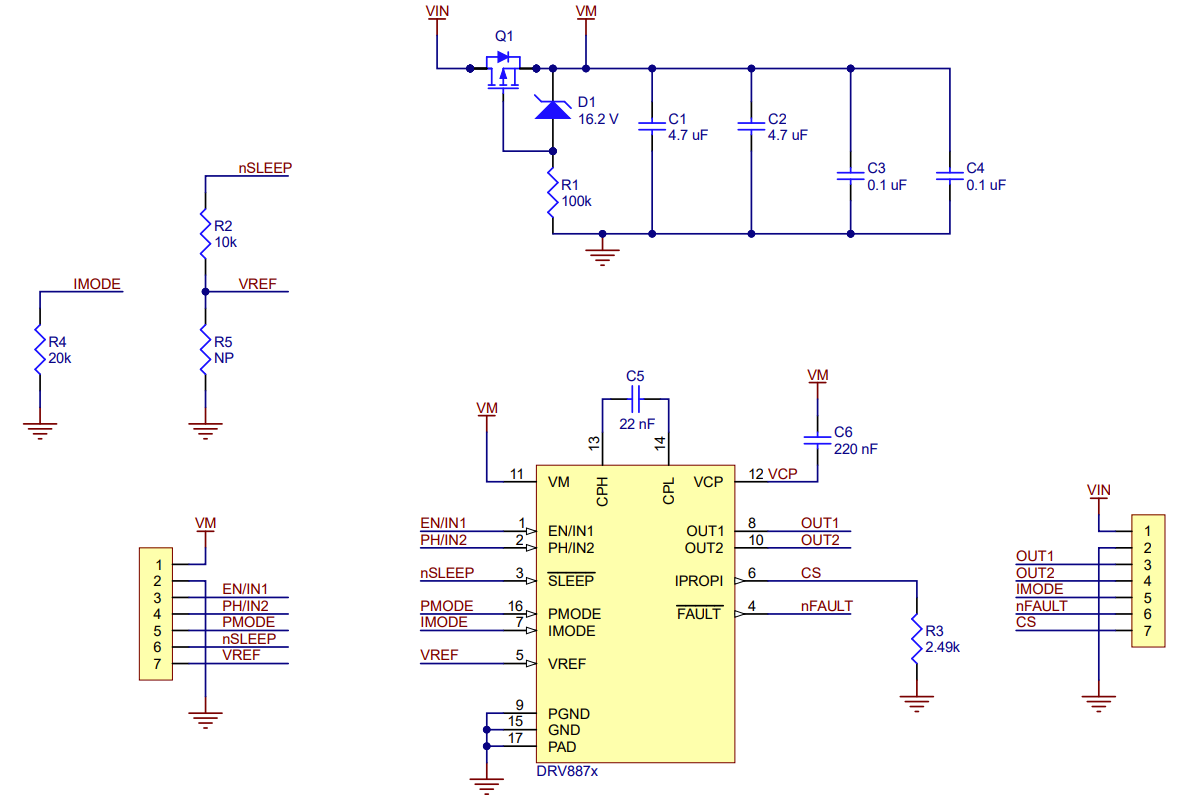 VIN
VM
Q1
D1
16.2 V
C1
4.7 uF
C2
4.7 uF
C3
0.1 uF
C4
0.1 uF
R1
100k
nSLEEP
R2
10k
IMODE
VREF
R4
20k
R5
NP
C5
22 nF
VM
VM
C6
220 nF
13
14
11
VM
CPH
CPL
VCP
12
VCP
EN/IN1
1
EN/IN1
OUT1
8
OUT1
PH/IN2
2
PH/IN2
OUT2
10
OUT2
nSLEEP
3
SLEEP
IPROPI
6
CS
PMODE
16
PMODE
FAULT
4
nFAULT
IMODE
7
IMODE
R3
2.49k
VREF
5
VREF
9
PGND
15
GND
17
PAD
DRV887x
VM
1
2
3
EN/IN1
4
PH/IN2
5
PMODE
6
nSLEEP
7
VREF
VIN
1
2
OUT1
3
OUT2
4
IMODE
5
nFAULT
6
CS
7